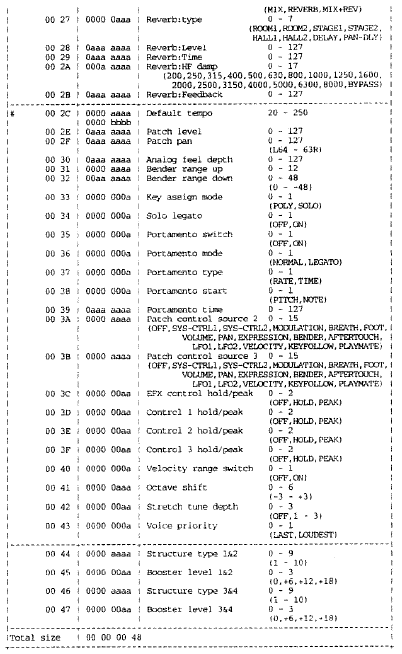 (MIX,REVERB,MIX+REV)
00 27 | 0000 0aaa | Reverb:type 0 - 7
(ROOM1,ROOM2,STAGE1,STAGE2,
HALL1,HALL2,DELAY,PAN-DLY)
00 28 | 0aaa aaaa | Reverb:Level 0 - 127
00 29 | 0aaa aaaa | Reverb:Time 0 - 127
00 2A | 000a aaaa | Reverb:HF damp 0 - 17
(200,250,315,400,500,630,800,1000,1250,1600,
2000,2500,3150,4000,5000,6300,8000,BYPASS)
00 2B | 0aaa aaaa | Reverb:Feedback 0 - 127
# 00 2C | 0000 aaaa | Default tempo 20 - 250
0000 bbbb
00 2E | 0aaa aaaa | Patch level 0 - 127
00 2F | 0aaa aaaa | Patch pan 0 - 127
(L64 - 63R)
00 30 | 0aaa aaaa | Analog feel depth 0 - 127
00 31 | 0000 aaaa | Bender range up 0 - 12
00 32 | 00aa aaaa | Bender range down 0 - 48
(0 - -48)
00 33 | 0000 000a | Key assign mode 0 - 1
(POLY,SOLO)
00 34 | 0000 000a | Solo legato 0 - 1
(OFF,ON)
00 35 | 0000 000a | Portamento switch 0 - 1
(OFF,ON)
00 36 | 0000 000a | Portamento mode 0 - 1
(NORMAL,LEGATO)
00 37 | 0000 000a | Portamento type 0 - 1
(RATE,TIME)
00 38 | 0000 000a | Portamento start 0 - 1
(PITCH,NOTE)
00 39 | 0aaa aaaa | Portamento time 0 - 127
00 3A | 0000 aaaa | Patch control source 2 0 - 15
(OFF,SYS-CTRL1,SYS-CTRL2,MODULATION,BREATH,FOOT,
VOLUME,PAN,EXPRESSION,BENDER,AFTERTOUCH,
LFO1,LFO2,VELOCITY,KEYFOLLOW,PLAYMATE)
00 3B | 0000 aaaa | Patch control source 3 0 - 15
(OFF,SYS-CTRL1,SYS-CTRL2,MODULATION,BREATH,FOOT,
VOLUME,PAN,EXPRESSION,BENDER,AFTERTOUCH,
LFO1,LFO2,VELOCITY,KEYFOLLOW,PLAYMATE)
00 3C | 0000 00aa | EFX control hold/peak 0 - 2
(OFF,HOLD,PEAK)
00 3D | 0000 00aa | Control 1 hold/peak 0 - 2
(OFF,HOLD,PEAK)
00 3E | 0000 00aa | Control 2 hold/peak 0 - 2
(OFF,HOLD,PEAK)
00 3F | 0000 00aa | Control 3 hold/peak 0 - 2
(OFF,HOLD,PEAK)
00 40 | 0000 000a | Velocity range switch 0 - 1
(OFF,ON)
00 41 | 0000 0aaa | Octave shift 0 - 6
(-3 - +3)
00 42 | 0000 00aa | Stretch tune depth 0 - 3
(OFF,1 - 3)
00 43 | 0000 000a | Voice priority 0 - 1
(LAST,LOUDEST)
00 44 | 0000 aaaa | Structure type 1&2 0 - 9
(1 - 10)
00 45 | 0000 00aa | Booster level 1&2 0 - 3
(0,+6,+12,+18)
00 46 | 0000 aaaa | Structure type 3&4 0 - 9
(1 - 10)
00 47 | 0000 00aa | Booster level 3&4 0 - 3
(0,+6,+12,+18)
Total size | 00 00 00 48